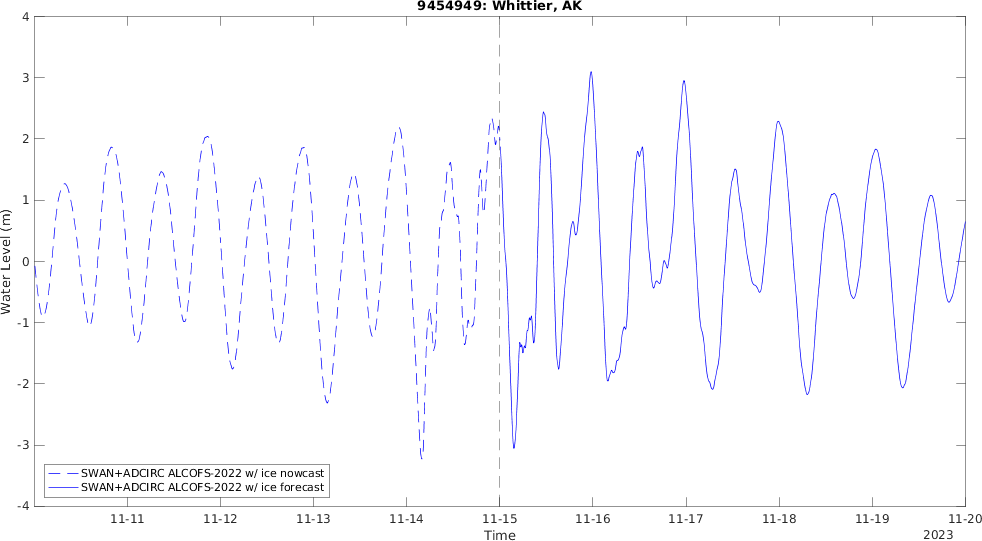 9454949: Whittier, AK
4
3
2
1
0
-1
-2
-3
-4
Water Level (m)
SWAN+ADCIRC ALCOFS-2022 w/ ice nowcast
SWAN+ADCIRC ALCOFS-2022 w/ ice forecast
11-11 11-12 11-13 11-14 11-15 11-16 11-17 11-18 11-19 11-20
Time
2023